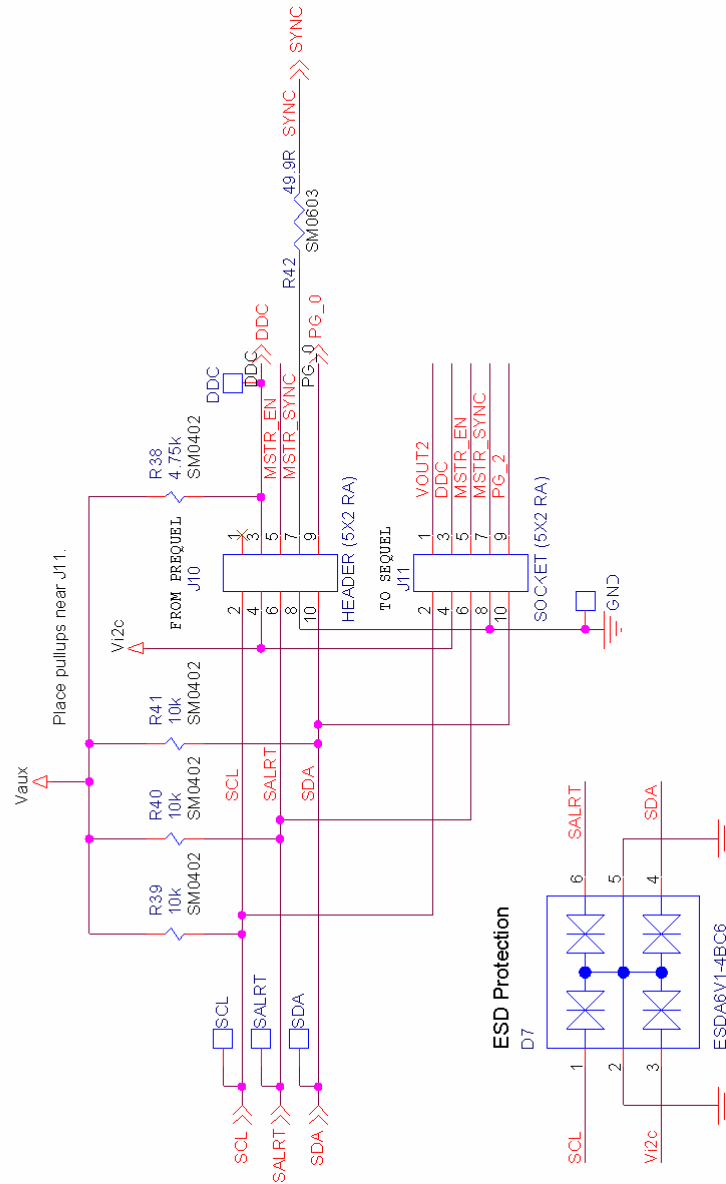 SYNC
SYNC
49.9R
SM0603
R42
DDC
DDC
DDC
PG_0
PG_0
MSTR_EN
MSTR_SYNC
R38
4.75k
SM0402
VOUT2
DDC
MSTR_EN
MSTR_SYNC
PG_2
Place pullups near J11.
FROM PREQUEL
J10
1
3
5
7
9
2
4
6
8
10
HEADER (5X2 RA)
TO SEQUEL
J11
1
3
5
7
9
2
4
6
8
10
SOCKET (5X2 RA)
GND
Vi2c
Vaux
R41
10k
SM0402
R40
10k
SM0402
R39
10k
SM0402
SCL
SALRT
SDA
SCL
SALRT
SDA
SCL
SALRT
SDA
ESD Protection
D7
SCL
1
2
Vi2c
3
SALRT
6
5
SDA
4
ESDA6V1-4BC6